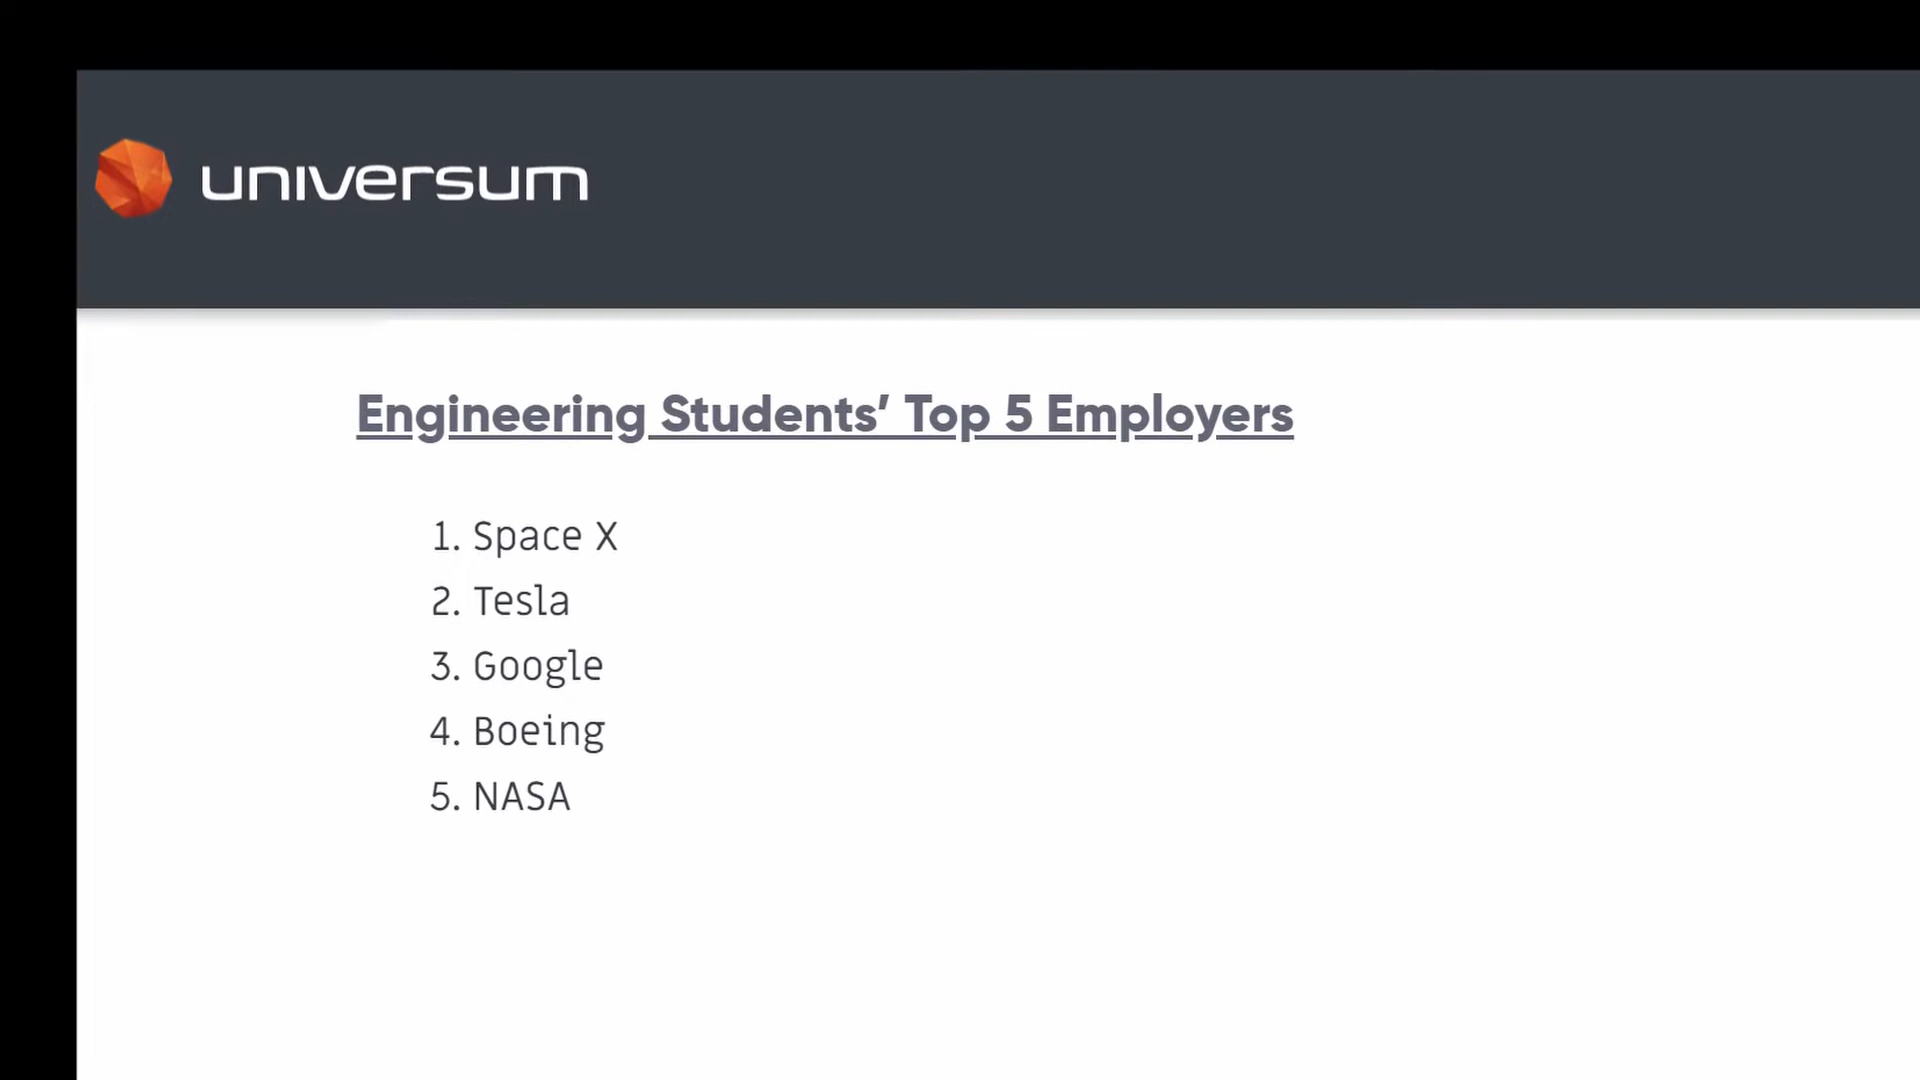 universum
Engineering Students’ Top 5 Employers
1. Space X
2. Tesla
3. Google
4. Boeing
5. NASA